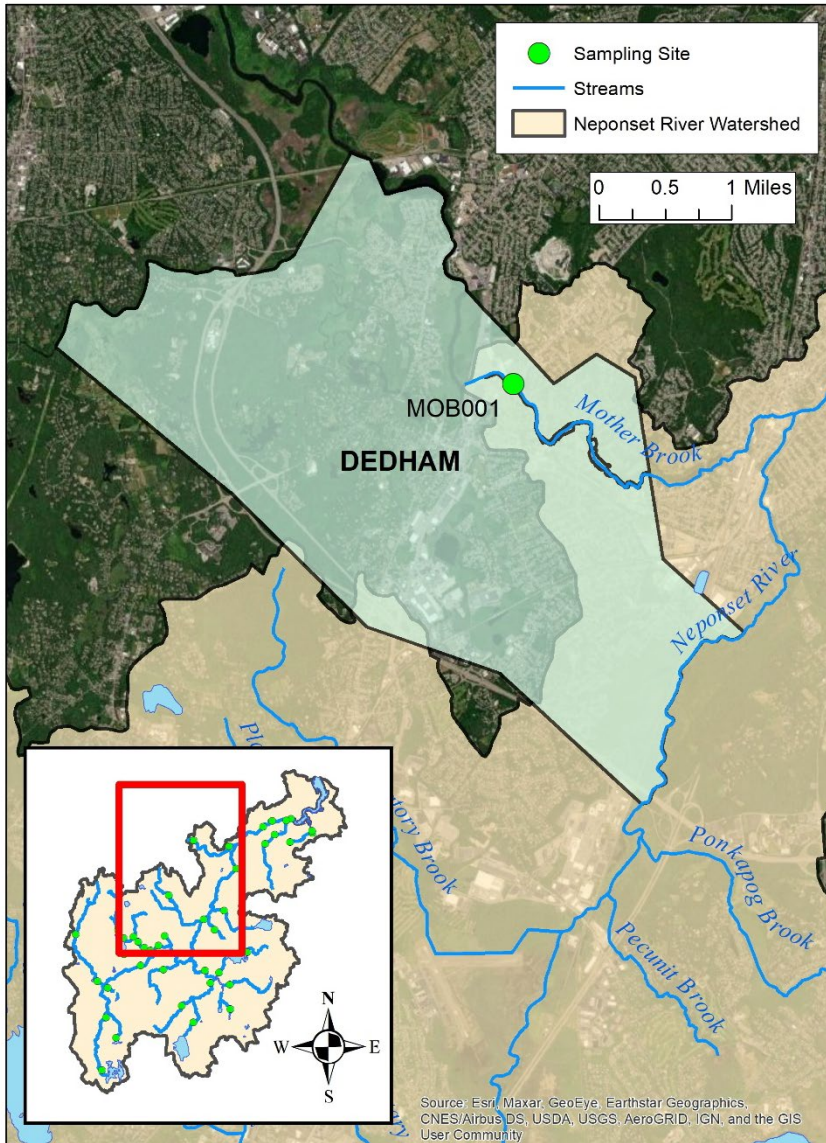 Sampling Site
Streams
Neponset River Watershed
0 0.5 1 Miles
MOB001
DEDHAM
Mother Brook
Neponset River
Ponkapog Brook
Pecunit Brook
tory Brook
N
W E
S
Source: Esri, Maxar, GeoEye, Earthstar Geographics,
CNES/Airbus DS, USDA, USGS, AeroGRID, IGN, and the GIS
User Community